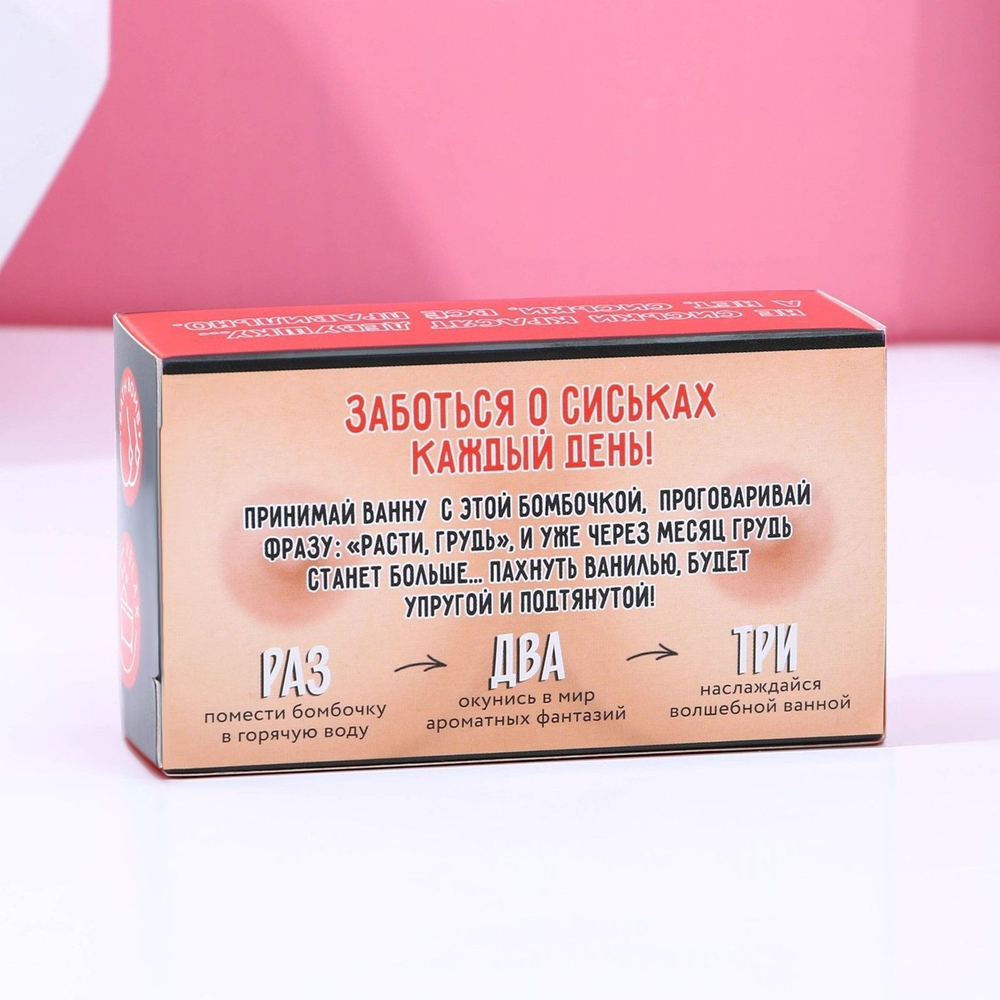 НЕ СИСЬКИ КРАСЯТ ДЕВУШКУ...
А НЕТ, СИСЬКИ. ВСЁ ПРАВИЛЬНО.
ЗАБОТЬСЯ О СИСЬКАХ
КАЖДЫЙ ДЕНЬ!
ПРИНИМАЙ ВАННУ С ЭТОЙ БОМБОЧКОЙ, ПРОГОВАРИВАЙ
ФРАЗУ: «РАСТИ, ГРУДЬ», И УЖЕ ЧЕРЕЗ МЕСЯЦ ГРУДЬ
СТАНЕТ БОЛЬШЕ... ПАХНУТЬ ВАНИЛЬЮ, БУДЕТ
УПРУГОЙ И ПОДТЯНУТОЙ!
РАЗ
помести бомбочку
в горячую воду
ДВА
окунись в мир
ароматных фантазий
ТРИ
наслаждайся
волшебной ванной